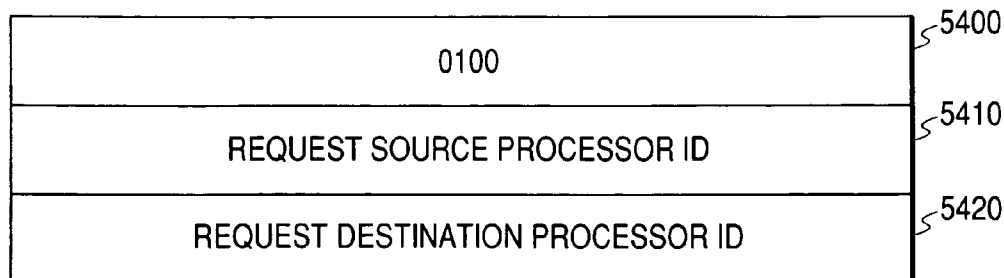 5400
0100
5410
REQUEST SOURCE PROCESSOR ID
5420
REQUEST DESTINATION PROCESSOR ID